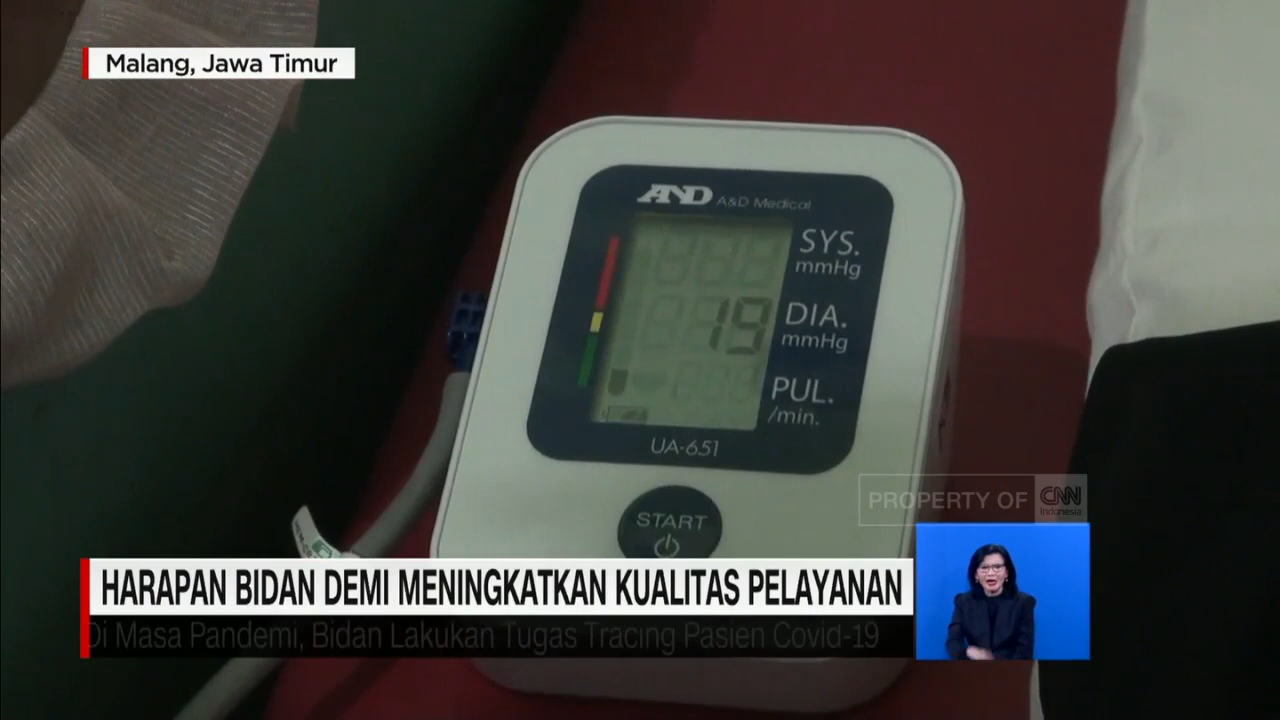 Malang, Jawa Timur
AND A&D Medical
SYS.
mmHg
19
DIA.
mmHg
PUL.
/min.
UA-651
START
PROPERTY OF CNN Indonesia
HARAPAN BIDAN DEMI MENINGKATKAN KUALITAS PELAYANAN
Di Masa Pandemi, Bidan Lakukan Tugas Tracing Pasien Covid-19